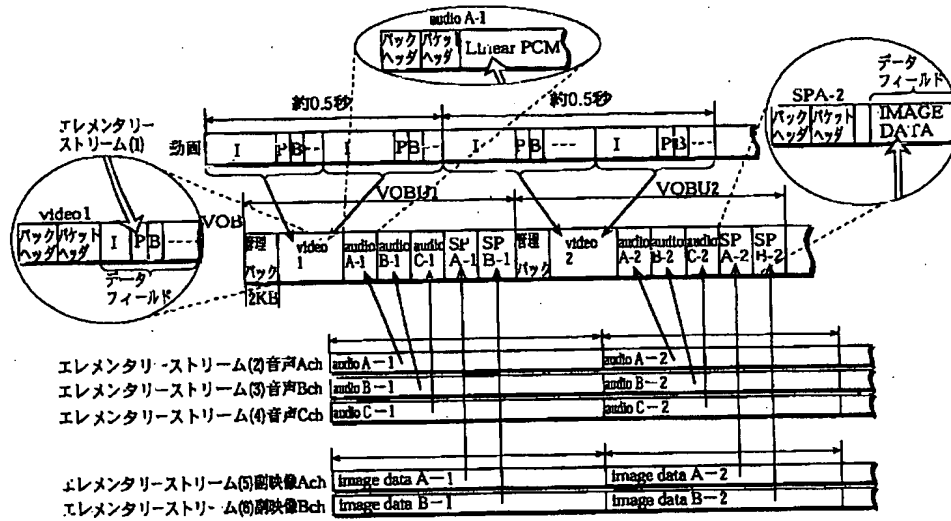 audio A-1
パック ヘッダ
パケット ヘッダ
Linear PCM
約0.5秒
約0.5秒
データ フィールド
SPA-2
パック ヘッダ
パケット ヘッダ
IMAGE DATA
エレメンタリー ストリーム(1)
動画
I P B ---- I P B ---- I P B ---- I P B ----
VOBU1
VOBU2
VOB
video 1
パック ヘッダ
パケット ヘッダ
I P B ----
データ フィールド
管理 パック
video 1
audio A-1
audio B-1
audio C-1
SP A-1
SP B-1
管理 パック
video 2
audio A-2
audio B-2
audio C-2
SP A-2
SP B-2
2KB
エレメンタリーストリーム(2)音声Ach
audio A-1
audio A-2
エレメンタリーストリーム(3)音声Bch
audio B-1
audio B-2
エレメンタリーストリーム(4)音声Cch
audio C-1
audio C-2
エレメンタリーストリーム(5)副映像Ach
image data A-1
image data A-2
エレメンタリーストリーム(6)副映像Bch
image data B-1
image data B-2